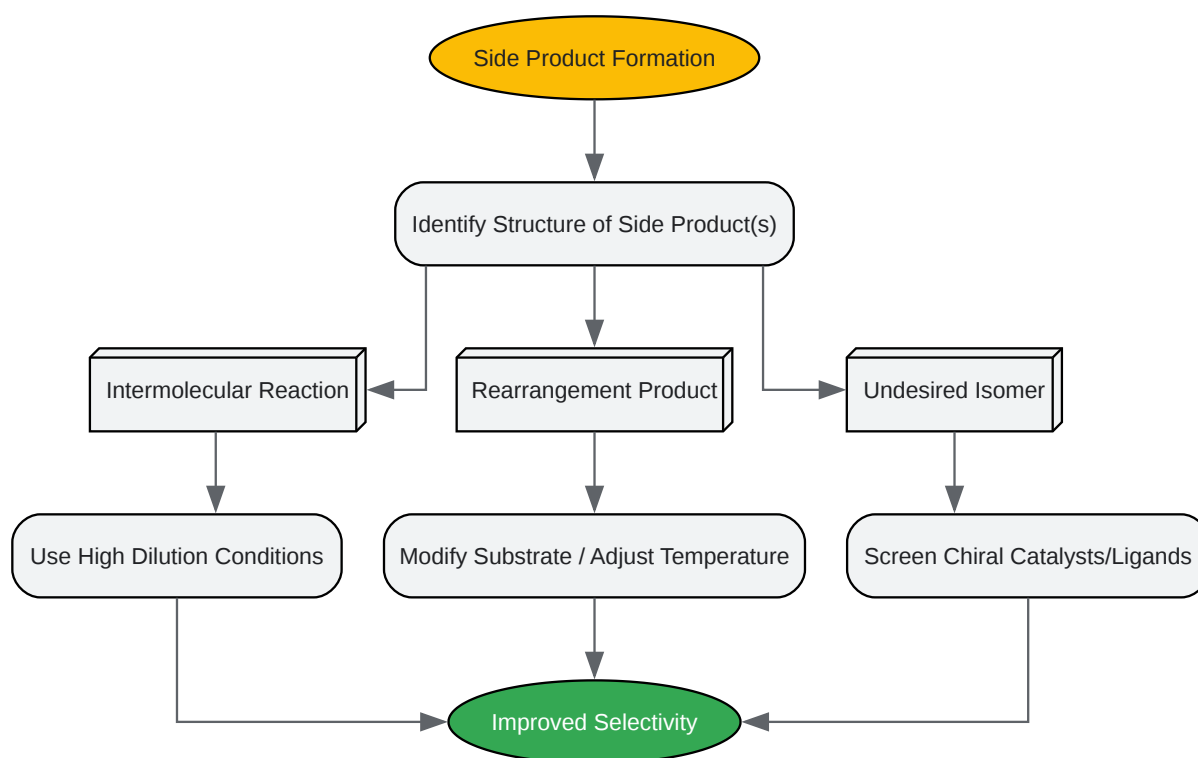 Side Product Formation
Identify Structure of Side Product(s)
Intermolecular Reaction
Rearrangement Product
Undesired Isomer
Use High Dilution Conditions
Modify Substrate / Adjust Temperature
Screen Chiral Catalysts/Ligands
Improved Selectivity